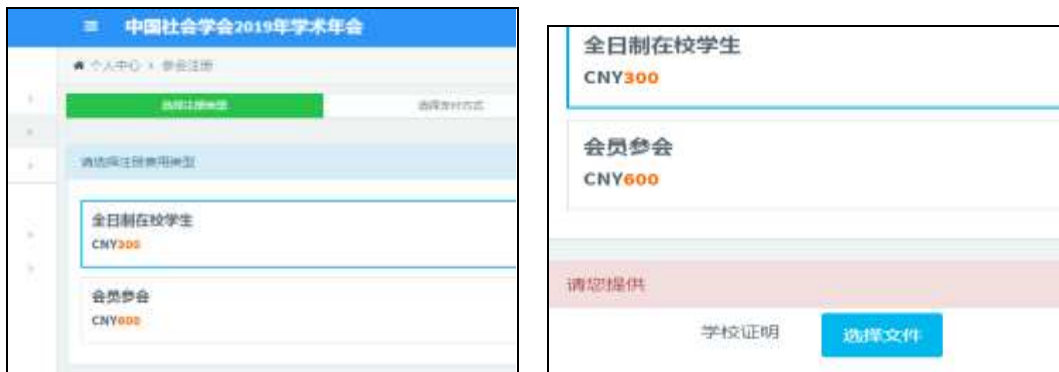 中国社会学会2019年学术年会
个人中心 参会注册
选择注册类型
选择支付方式
请选择注册费用类型
全日制在校学生
CNY300
会员参会
CNY600
全日制在校学生
CNY300
会员参会
CNY600
请您提供
学校证明
选择文件